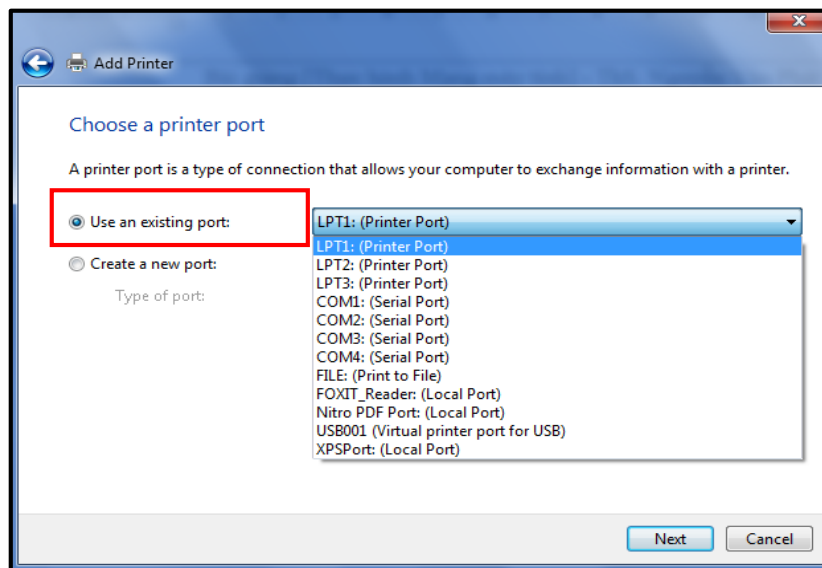 Add Printer
Choose a printer port
A printer port is a type of connection that allows your computer to exchange information with a printer.
Use an existing port: LPT1: (Printer Port)
LPT1: (Printer Port)
Create a new port: LPT2: (Printer Port)
LPT3: (Printer Port)
Type of port: COM1: (Serial Port)
COM2: (Serial Port)
COM3: (Serial Port)
COM4: (Serial Port)
FILE: (Print to File)
FOXIT_Reader: (Local Port)
Nitro PDF Port: (Local Port)
USB001 (Virtual printer port for USB)
XPSPort: (Local Port)
Next Cancel